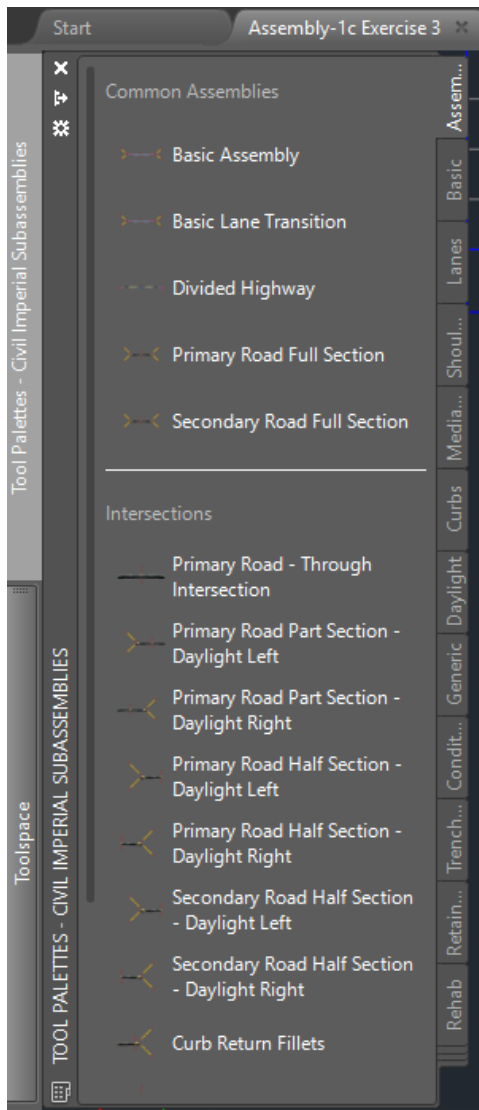 Start
Assembly-1c Exercise 3
Tool Palettes - Civil Imperial Subassemblies
Toolspace
TOOL PALETTES - CIVIL IMPERIAL SUBASSEMBLIES
Common Assemblies
Basic Assembly
Basic Lane Transition
Divided Highway
Primary Road Full Section
Secondary Road Full Section
Intersections
Primary Road - Through
Intersection
Primary Road Part Section -
Daylight Left
Primary Road Part Section -
Daylight Right
Primary Road Half Section -
Daylight Left
Primary Road Half Section -
Daylight Right
Secondary Road Half Section
- Daylight Left
Secondary Road Half Section
- Daylight Right
Curb Return Fillets
Assem...
Basic
Lanes
Shoul...
Media...
Curbs
Daylight
Generic
Condit...
Trench...
Retain...
Rehab